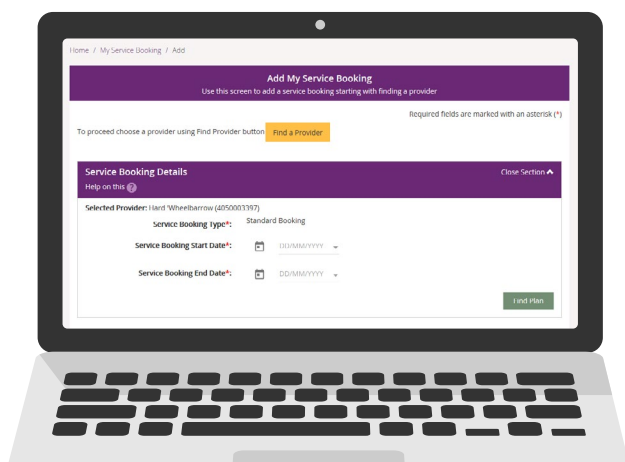 Home / My Service Booking / Add
Add My Service Booking
Use this screen to add a service booking starting with finding a provider
Required fields are marked with an asterisk (*)
To proceed choose a provider using Find Provider button Find a Provider
Service Booking Details
Close Section
Help on this ?
Selected Provider: Hard 'Wheelbarrow (4050003397)
Service Booking Type*: Standard Booking
Service Booking Start Date*: DD/MM/YYYY
Service Booking End Date*: DD/MM/YYYY
Find Plan